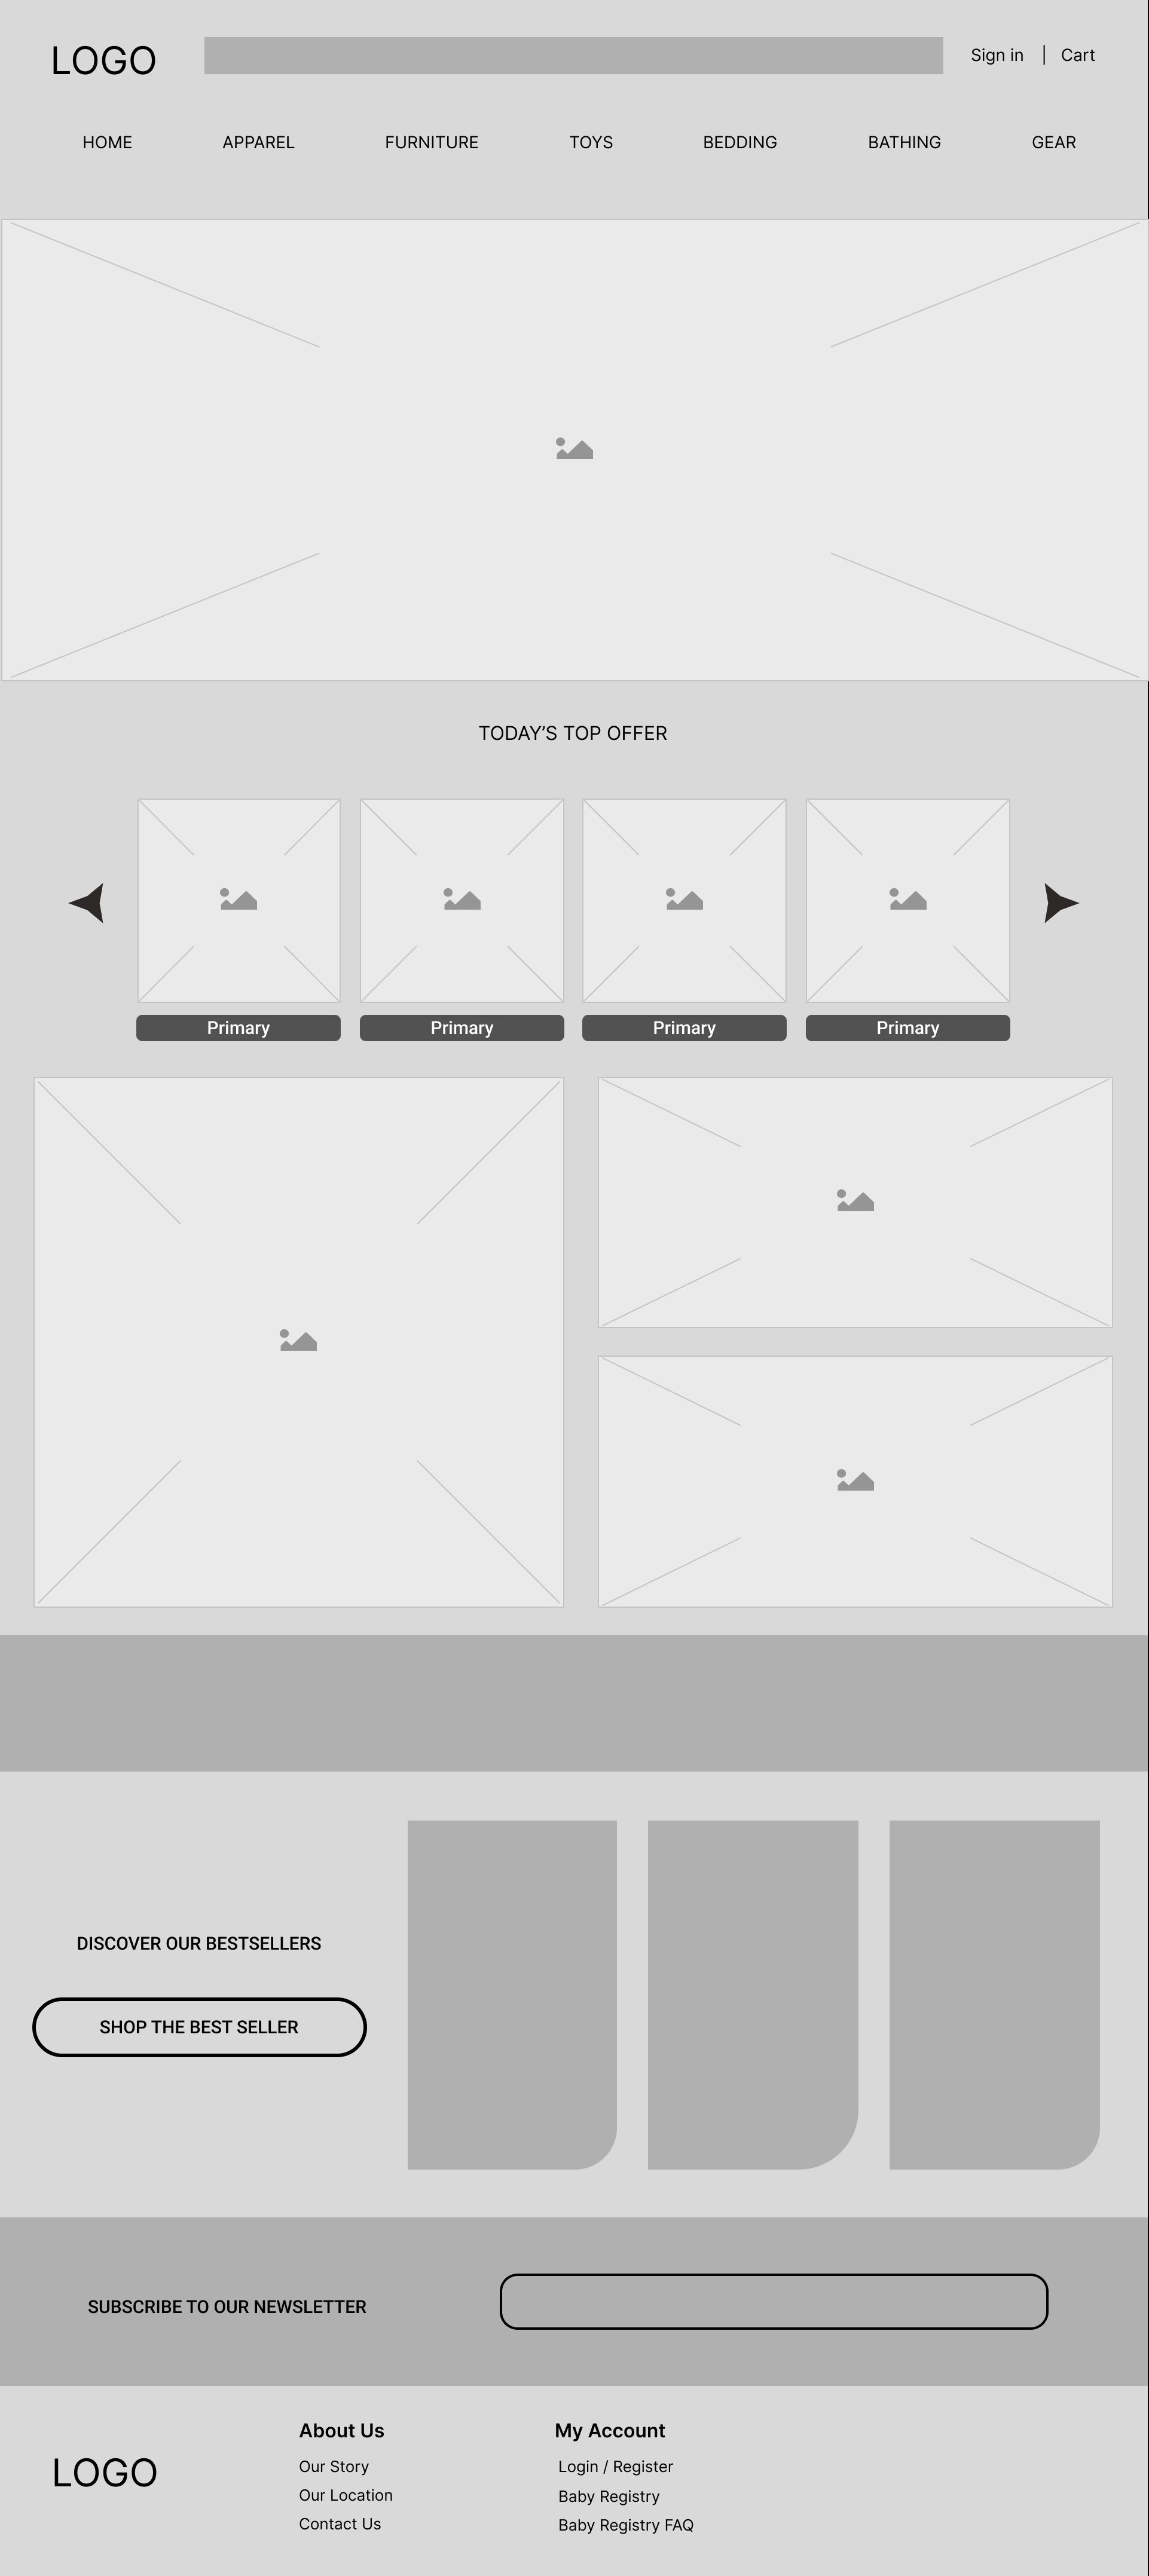 LOGO
Sign in | Cart
HOME APPAREL FURNITURE TOYS BEDDING BATHING GEAR
TODAY’S TOP OFFER
Primary Primary Primary Primary
DISCOVER OUR BESTSELLERS
SHOP THE BEST SELLER
SUBSCRIBE TO OUR NEWSLETTER
LOGO
About Us
Our Story
Our Location
Contact Us
My Account
Login / Register
Baby Registry
Baby Registry FAQ